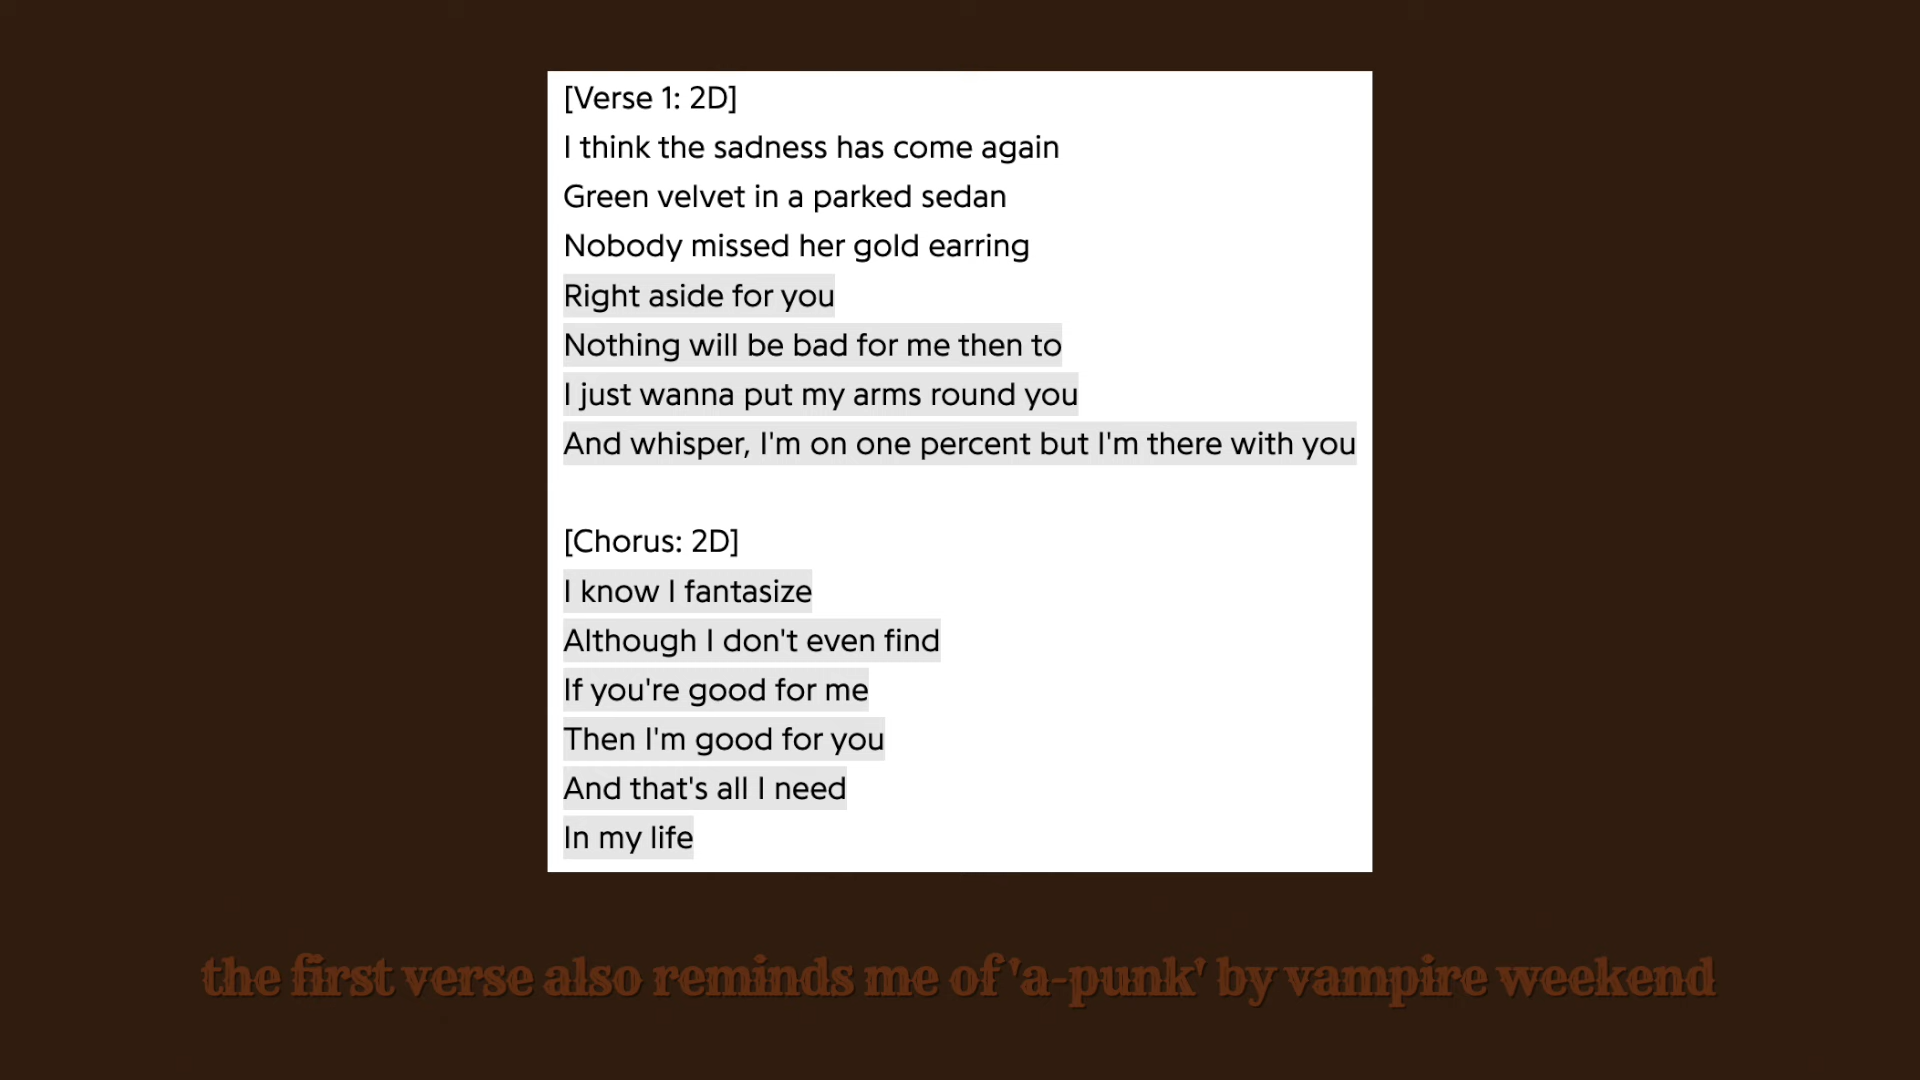 [Verse 1: 2D]
I think the sadness has come again
Green velvet in a parked sedan
Nobody missed her gold earring
Right aside for you
Nothing will be bad for me then to
I just wanna put my arms round you
And whisper, I'm on one percent but I'm there with you
[Chorus: 2D]
I know I fantasize
Although I don't even find
If you're good for me
Then I'm good for you
And that's all I need
In my life
the first verse also reminds me of 'a-punk' by vampire weekend